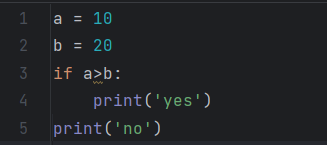 1 a = 10
2 b = 20
3 if a>b:
4     print('yes')
5 print('no')